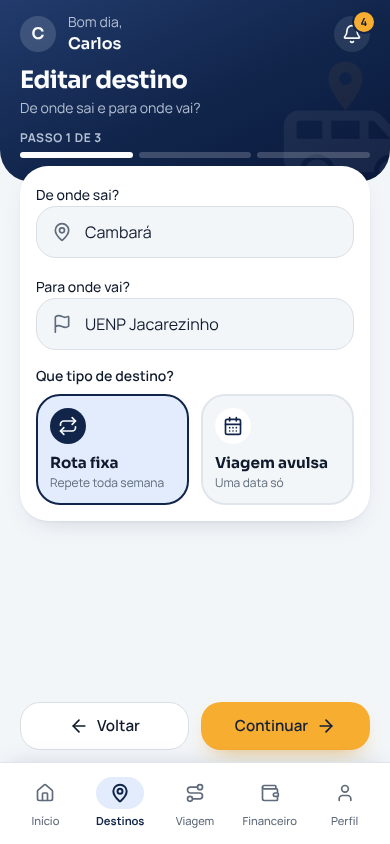 C
Bom dia,
Carlos
4
Editar destino
De onde sai e para onde vai?
PASSO 1 DE 3
De onde sai?
Cambará
Para onde vai?
UENP Jacarezinho
Que tipo de destino?
Rota fixa
Repete toda semana
Viagem avulsa
Uma data só
Voltar
Continuar
Início
Destinos
Viagem
Financeiro
Perfil